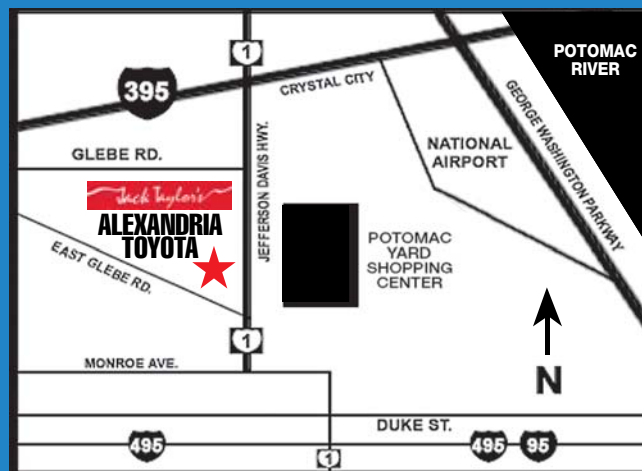 1
POTOMAC
RIVER
395
CRYSTAL CITY
GEORGE WASHINGTON PARKWAY
GLEBE RD.
JEFFERSON DAVIS HWY.
NATIONAL
AIRPORT
Jack Taylor's
ALEXANDRIA
TOYOTA
EAST GLEBE RD.
POTOMAC
YARD
SHOPPING
CENTER
1
MONROE AVE.
N
DUKE ST.
495
1
495
95